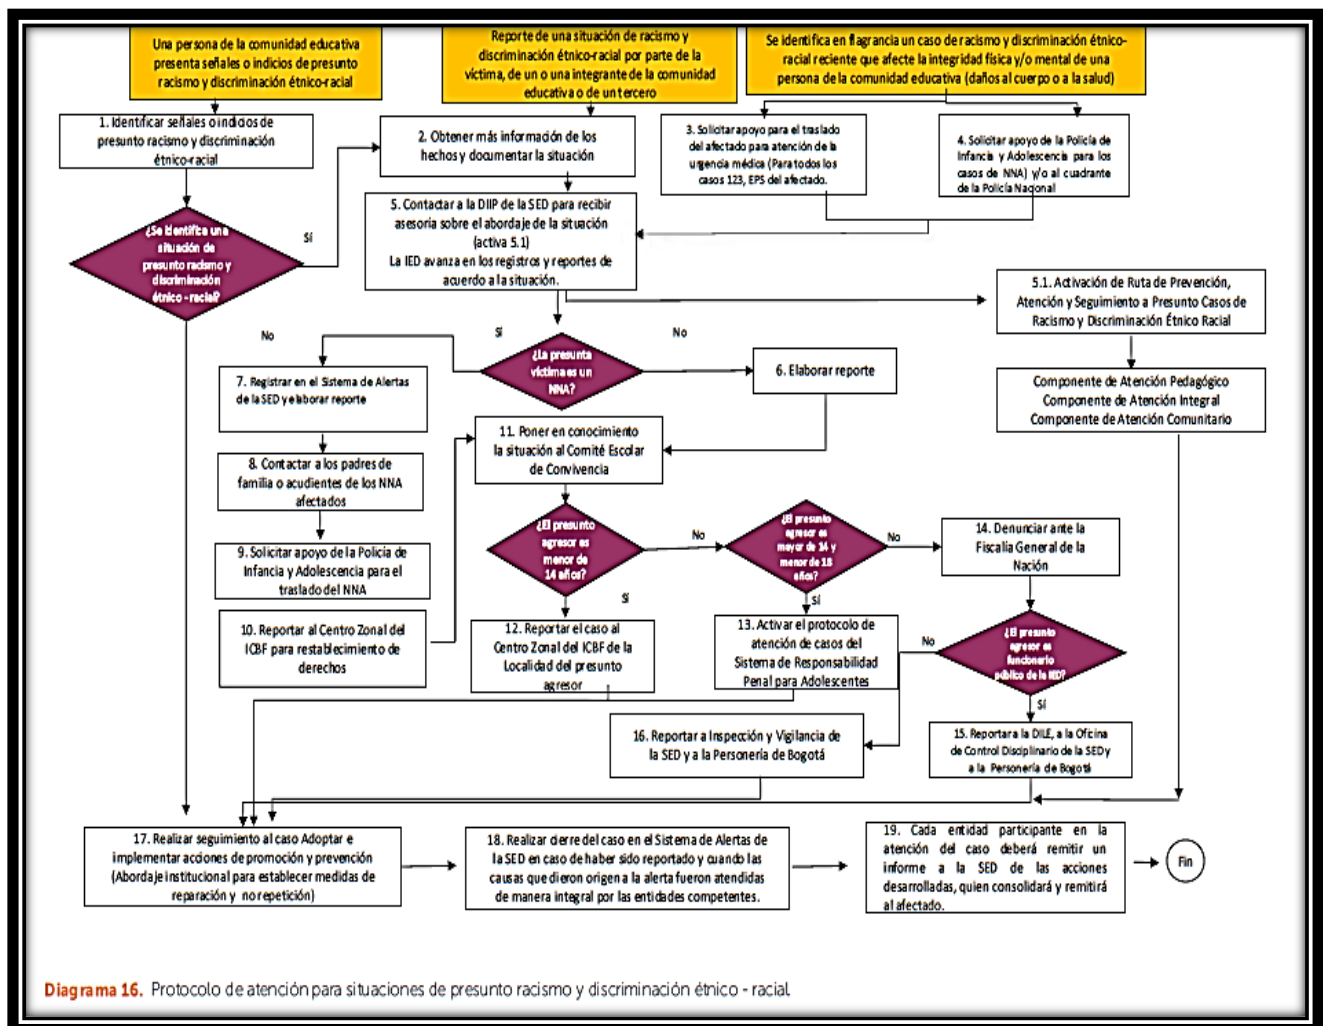 Una persona de la comunidad educativa
presenta señales o indicios de presunto
racismo y discriminación étnico-racial
Reporte de una situación de racismo y
discriminación étnico-racial por parte de la
víctima, de un o una integrante de la comunidad
educativa o de un tercero
Se identifica en flagrancia un caso de racismo y discriminación étnico-
racial reciente que afecte la integridad física y/o mental de una
persona de la comunidad educativa (daños al cuerpo o a la salud)
1. Identificar señales o indicios de
presunto racismo y discriminación
étnico-racial
2. Obtener más información de los
hechos y documentar la situación
3. Solicitar apoyo para el traslado
del afectado para atención de la
urgencia médica (Para todos los
casos 123, EPS del afectado.
4. Solicitar apoyo de la Policía de
Infancia y Adolescencia para los
casos de NNA) y/o al cuadrante
de la Policía Nacional
¿Se identifica una
situación de
presunto racismo y
discriminación
étnico - racial?
Sí
No
5. Contactar a la DIIP de la SED para recibir
asesoría sobre el abordaje de la situación
(activa 5.1)
La IED avanza en los registros y reportes de
acuerdo a la situación.
5.1. Activación de Ruta de Prevención,
Atención y Seguimiento a Presunto Casos de
Racismo y Discriminación Étnico Racial
Sí
¿La presunta
víctima es un
NNA?
No
6. Elaborar reporte
Componente de Atención Pedagógico
Componente de Atención Integral
Componente de Atención Comunitario
7. Registrar en el Sistema de Alertas
de la SED y elaborar reporte
8. Contactar a los padres de
familia o acudientes de los NNA
afectados
9. Solicitar apoyo de la Policía de
Infancia y Adolescencia para el
traslado del NNA
10. Reportar al Centro Zonal del
ICBF para restablecimiento de
derechos
11. Poner en conocimiento
la situación al Comité Escolar
de Convivencia
¿El presunto
agresor es
menor de
14 años?
No
Sí
¿El presunto
agresor es
mayor de 14 y
menor de 18
años?
No
Sí
14. Denunciar ante la
Fiscalía General de la
Nación
12. Reportar el caso al
Centro Zonal del ICBF de la
Localidad del presunto
agresor
13. Activar el protocolo de
atención de casos del
Sistema de Responsabilidad
Penal para Adolescentes
No
¿El presunto
agresor es
funcionario
público de la IED?
Sí
16. Reportar a Inspección y Vigilancia de
la SED y a la Personería de Bogotá
15. Reportar a la DILE, a la Oficina
de Control Disciplinario de la SED y
a la Personería de Bogotá
17. Realizar seguimiento al caso Adoptar e
implementar acciones de promoción y prevención
(Abordaje institucional para establecer medidas de
reparación y no repetición)
18. Realizar cierre del caso en el Sistema de Alertas de
la SED en caso de haber sido reportado y cuando las
causas que dieron origen a la alerta fueron atendidas
de manera integral por las entidades competentes.
19. Cada entidad participante en la
atención del caso deberá remitir un
informe a la SED de las acciones
desarrolladas, quien consolidará y remitirá
al afectado.
Fin
Diagrama 16. Protocolo de atención para situaciones de presunto racismo y discriminación étnico - racial.